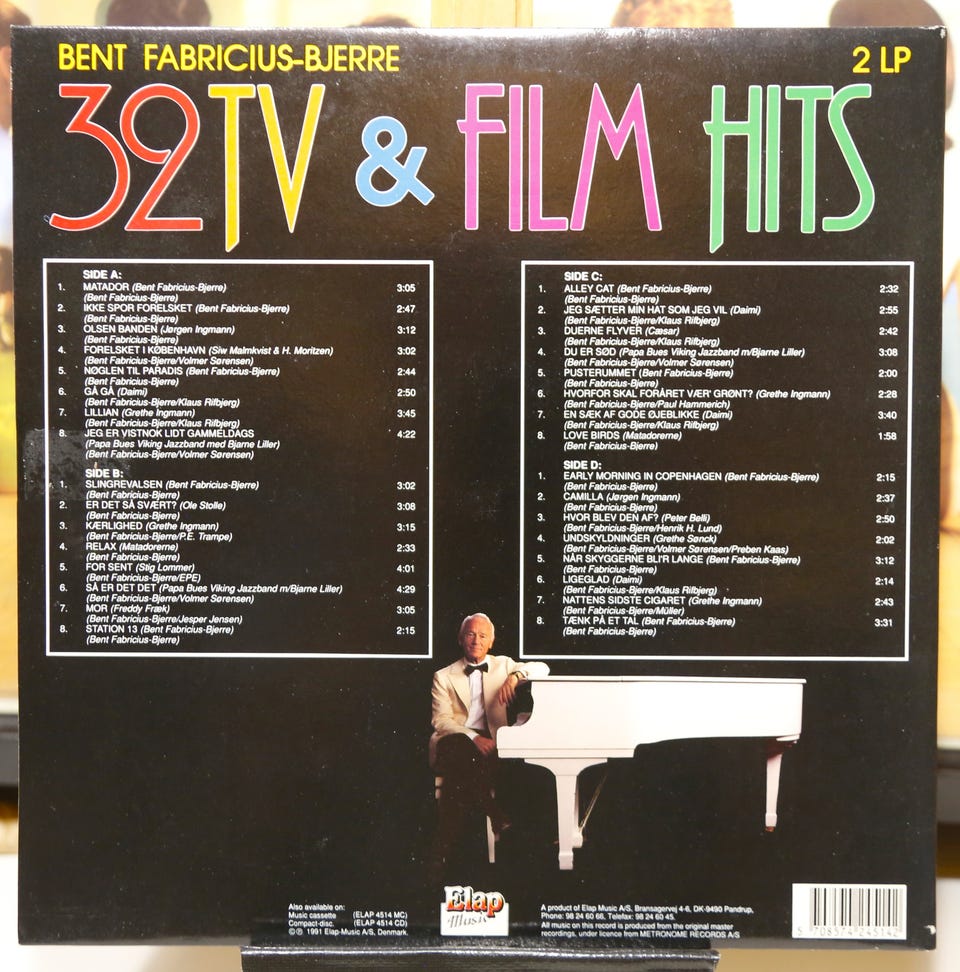 BENT FABRICIUS-BJERRE
2 LP
32 TV & FILM HITS
SIDE A:
1. MATADOR (Bent Fabricius-Bjerre) 3:05
(Bent Fabricius-Bjerre)
2. IKKE SPOR FORELSKET (Bent Fabricius-Bjerre) 2:47
(Bent Fabricius-Bjerre)
3. OLSEN BANDEN (Jørgen Ingmann) 3:12
(Bent Fabricius-Bjerre)
4. FORELSKET I KØBENHAVN (Siw Malmkvist & H. Moritzen) 3:02
(Bent Fabricius-Bjerre/Volmer Sørensen)
5. NØGLEN TIL PARADIS (Bent Fabricius-Bjerre) 2:44
(Bent Fabricius-Bjerre)
6. GÅ GÅ (Daimi) 2:50
(Bent Fabricius-Bjerre/Klaus Rifbjerg)
7. LILLIAN (Grethe Ingmann) 3:45
(Bent Fabricius-Bjerre/Klaus Rifbjerg)
8. JEG ER VISTNOK LIDT GAMMELDAGS 4:22
(Papa Bues Viking Jazzband med Bjarne Liller)
(Bent Fabricius-Bjerre/Volmer Sørensen)
SIDE B:
1. SLINGREVALSEN (Bent Fabricius-Bjerre) 3:02
(Bent Fabricius-Bjerre)
2. ER DET SÅ SVÆRT? (Ole Stolle) 3:08
(Bent Fabricius-Bjerre)
3. KÆRLIGHED (Grethe Ingmann) 3:15
(Bent Fabricius-Bjerre/P.E. Trampe)
4. RELAX (Matadorerne) 2:33
(Bent Fabricius-Bjerre)
5. FOR SENT (Stig Lommer) 4:01
(Bent Fabricius-Bjerre/EPE)
6. SÅ ER DET DET (Papa Bues Viking Jazzband m/Bjarne Liller) 4:29
(Bent Fabricius-Bjerre/Volmer Sørensen)
7. MOR (Freddy Fræk) 3:05
(Bent Fabricius-Bjerre/Jesper Jensen)
8. STATION 13 (Bent Fabricius-Bjerre) 2:15
(Bent Fabricius-Bjerre)
SIDE C:
1. ALLEY CAT (Bent Fabricius-Bjerre) 2:32
(Bent Fabricius-Bjerre)
2. JEG SÆTTER MIN HAT SOM JEG VIL (Daimi) 2:55
(Bent Fabricius-Bjerre/Klaus Rifbjerg)
3. DUERNE FLYVER (Cæsar) 2:42
(Bent Fabricius-Bjerre/Klaus Rifbjerg)
4. DU ER SØD (Papa Bues Viking Jazzband m/Bjarne Liller) 3:08
(Bent Fabricius-Bjerre/Volmer Sørensen)
5. PUSTERUMMET (Bent Fabricius-Bjerre) 2:00
(Bent Fabricius-Bjerre)
6. HVORFOR SKAL FORÅRET VÆR' GRØNT? (Grethe Ingmann) 2:28
(Bent Fabricius-Bjerre/Paul Hammerich)
7. EN SÆK AF GODE ØJEBLIKKE (Daimi) 3:40
(Bent Fabricius-Bjerre/Klaus Rifbjerg)
8. LOVE BIRDS (Matadorerne) 1:58
(Bent Fabricius-Bjerre)
SIDE D:
1. EARLY MORNING IN COPENHAGEN (Bent Fabricius-Bjerre) 2:15
(Bent Fabricius-Bjerre)
2. CAMILLA (Jørgen Ingmann) 2:37
(Bent Fabricius-Bjerre)
3. HVOR BLEV DEN AF? (Peter Belli) 2:50
(Bent Fabricius-Bjerre/Henrik H. Lund)
4. UNDSKYLDNINGER (Grethe Sønck) 2:02
(Bent Fabricius-Bjerre/Volmer Sørensen/Preben Kaas)
5. NÅR SKYGGERNE BLI'R LANGE (Bent Fabricius-Bjerre) 3:12
(Bent Fabricius-Bjerre)
6. LIGEGLAD (Daimi) 2:14
(Bent Fabricius-Bjerre/Klaus Rifbjerg)
7. NATTENS SIDSTE CIGARET (Grethe Ingmann) 2:43
(Bent Fabricius-Bjerre/Müller)
8. TÆNK PÅ ET TAL (Bent Fabricius-Bjerre) 3:31
(Bent Fabricius-Bjerre)
Also available on:
Music cassette (ELAP 4514 MC)
Compact-disc. (ELAP 4514 CD)
©℗ 1991 Elap-Music A/S, Denmark.
Elap
Music
A product of Elap Music A/S, Bransagervej 4-6, DK-9490 Pandrup,
Phone: 98 24 60 66, Telefax: 98 24 60 45.
All music on this record is produced from the original master
recordings, under licence from METRONOME RECORDS A/S
5 708574 245142